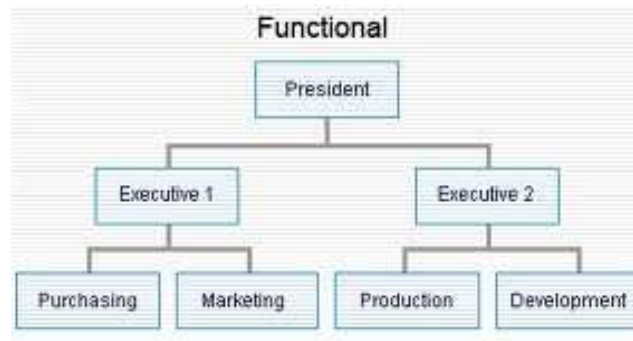 Functional
President
Executive 1
Executive 2
Purchasing
Marketing
Production
Development